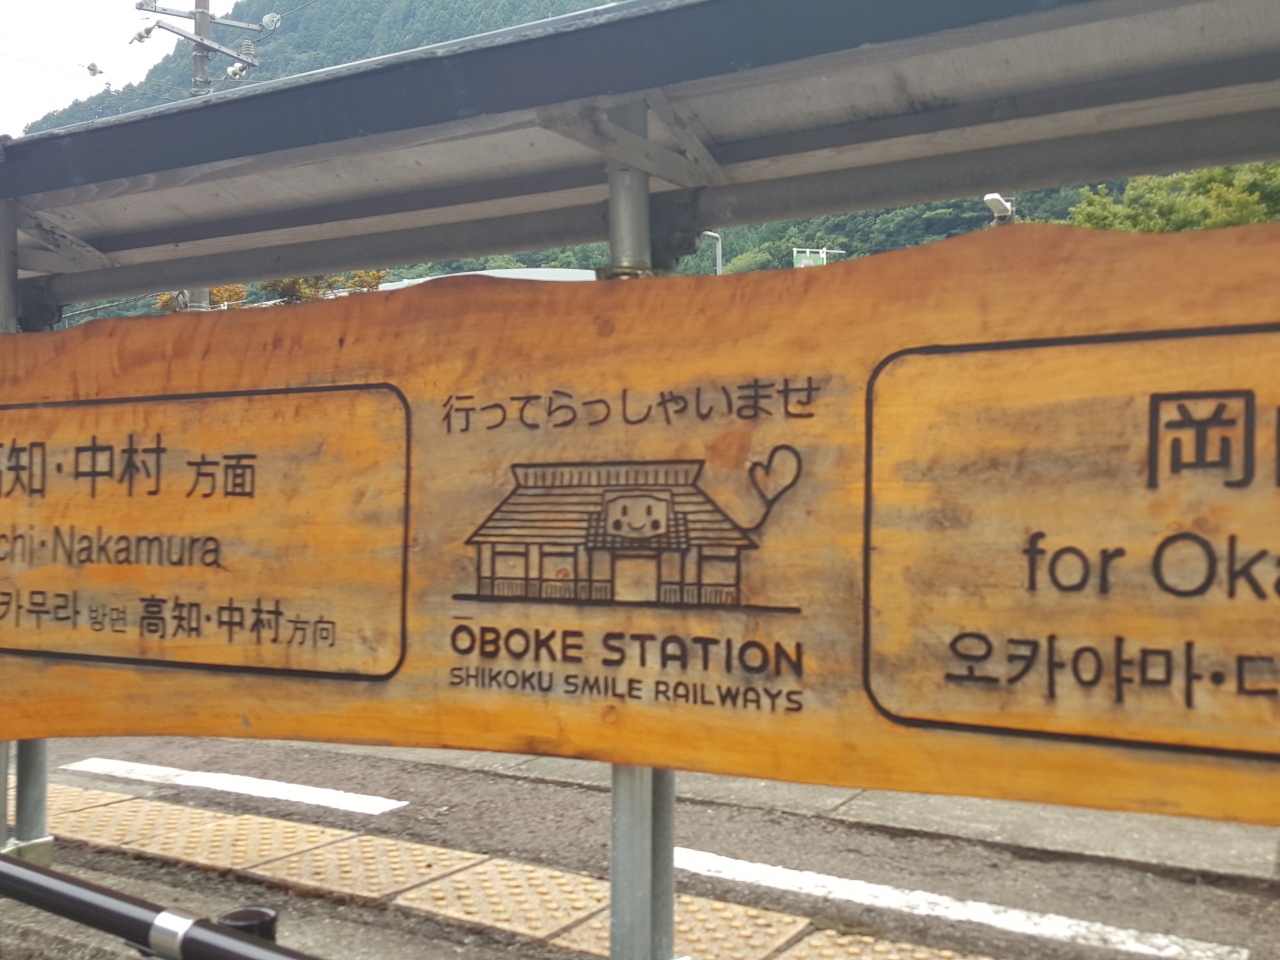 知・中村 方面
chi・Nakamura
카무라 방면 高知・中村方向
行ってらっしゃいませ
ŌBOKE STATION
SHIKOKU SMILE RAILWAYS
岡
for Oka
오카야마・